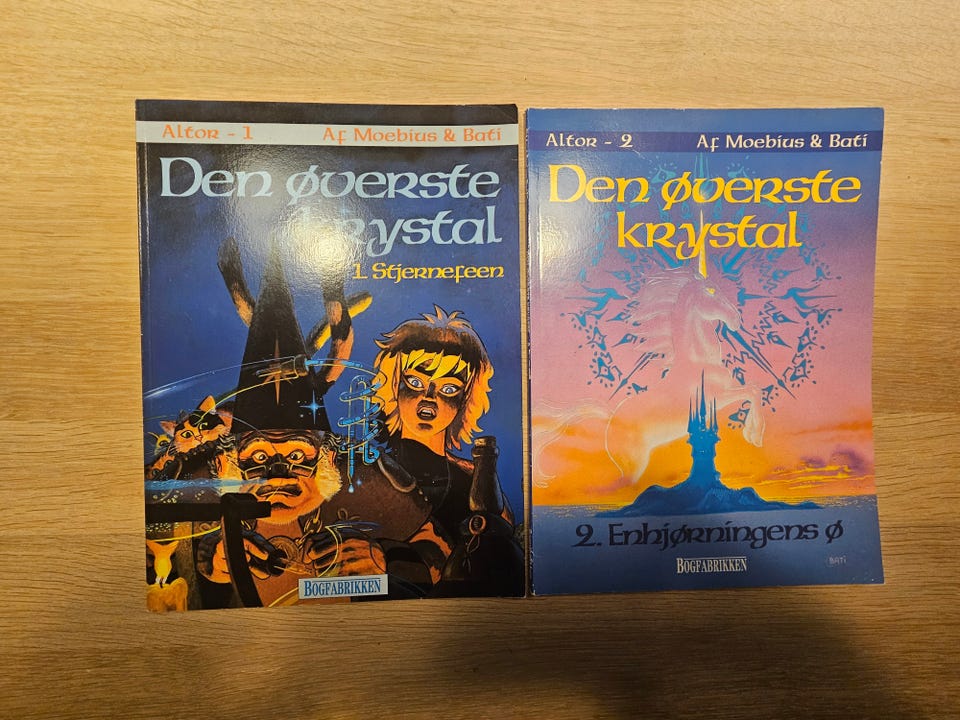 Altor - 1 Af Moebius & Bati
Den øverste
krystal
1. Stjernefeen
BOGFABRIKKEN
Altor - 2 Af Moebius & Bati
Den øverste
krystal
2. Enhjørningens ø
BOGFABRIKKEN
BATI